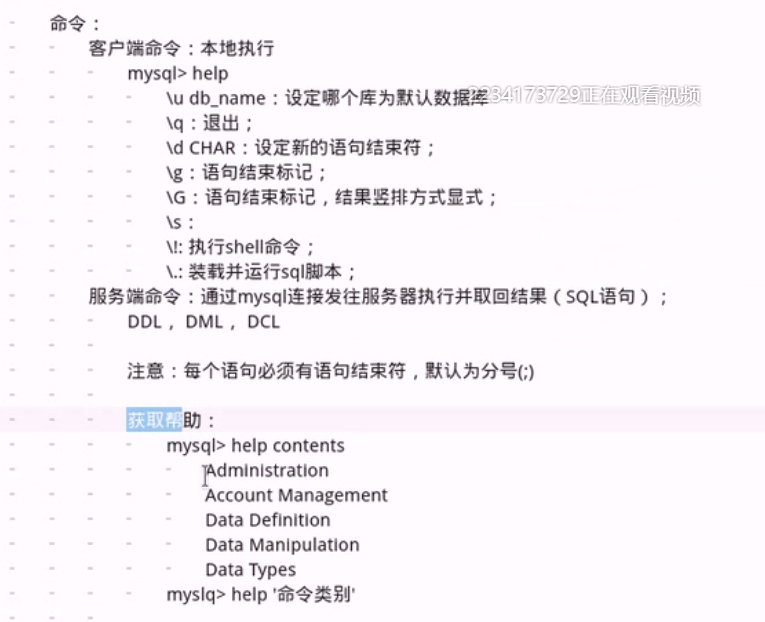 命令：
客户端命令：本地执行
mysql> help
\u db_name：设定哪个库为默认数据库
2234173729正在观看视频
\q：退出；
\d CHAR：设定新的语句结束符；
\g：语句结束标记；
\G：语句结束标记，结果竖排方式显式；
\s：
\!: 执行shell命令；
\.: 装载并运行sql脚本；
服务端命令：通过mysql连接发往服务器执行并取回结果（SQL语句）；
DDL， DML， DCL
注意：每个语句必须有语句结束符，默认为分号(;)
获取帮助：
mysql> help contents
Administration
Account Management
Data Definition
Data Manipulation
Data Types
myslq> help '命令类别'